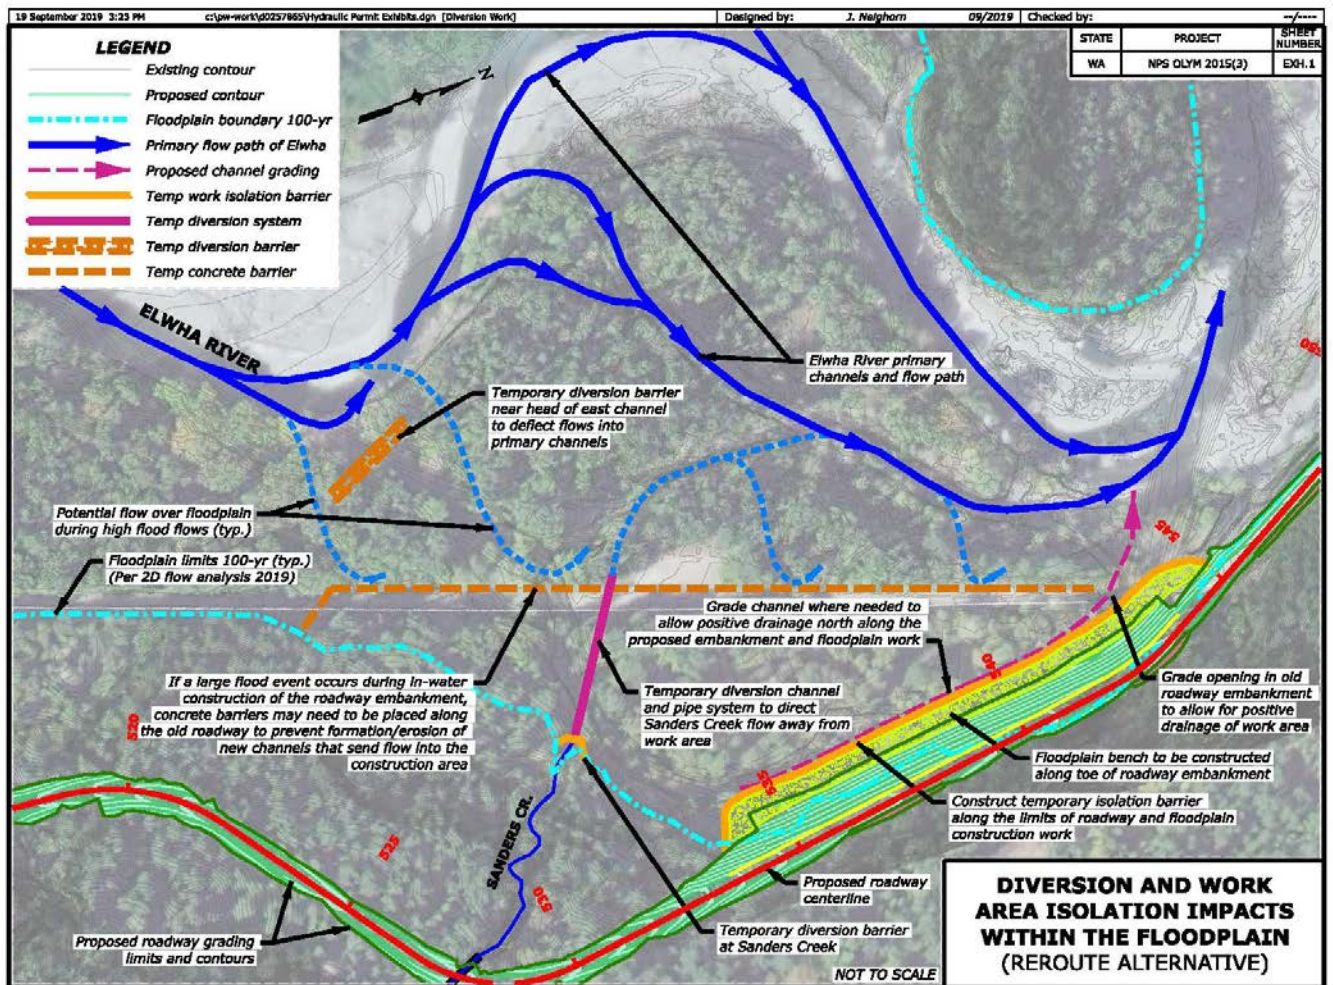 19 September 2019 3:23 PM
c:\pw-work\d0257865\Hydraulic Permit Exhibits.dgn [Diversion Work]
Designed by: J. Neighorn 09/2019
Checked by: --/----
STATE PROJECT SHEET NUMBER
WA NPS OLYM 2015(3) EXH.1
LEGEND
Existing contour
Proposed contour
Floodplain boundary 100-yr
Primary flow path of Elwha
Proposed channel grading
Temp work isolation barrier
Temp diversion system
Temp diversion barrier
Temp concrete barrier
N
ELWHA RIVER
Elwha River primary
channels and flow path
Temporary diversion barrier
near head of east channel
to deflect flows into
primary channels
Potential flow over floodplain
during high flood flows (typ.)
Floodplain limits 100-yr (typ.)
(Per 2D flow analysis 2019)
550
545
540
535
530
525
520
Grade channel where needed to
allow positive drainage north along the
proposed embankment and floodplain work
If a large flood event occurs during in-water
construction of the roadway embankment,
concrete barriers may need to be placed along
the old roadway to prevent formation/erosion of
new channels that send flow into the
construction area
Temporary diversion channel
and pipe system to direct
Sanders Creek flow away from
work area
Grade opening in old
roadway embankment
to allow for positive
drainage of work area
Floodplain bench to be constructed
along toe of roadway embankment
Construct temporary isolation barrier
along the limits of roadway and floodplain
construction work
SANDERS CR.
Proposed roadway
centerline
Temporary diversion barrier
at Sanders Creek
Proposed roadway grading
limits and contours
NOT TO SCALE
DIVERSION AND WORK
AREA ISOLATION IMPACTS
WITHIN THE FLOODPLAIN
(REROUTE ALTERNATIVE)